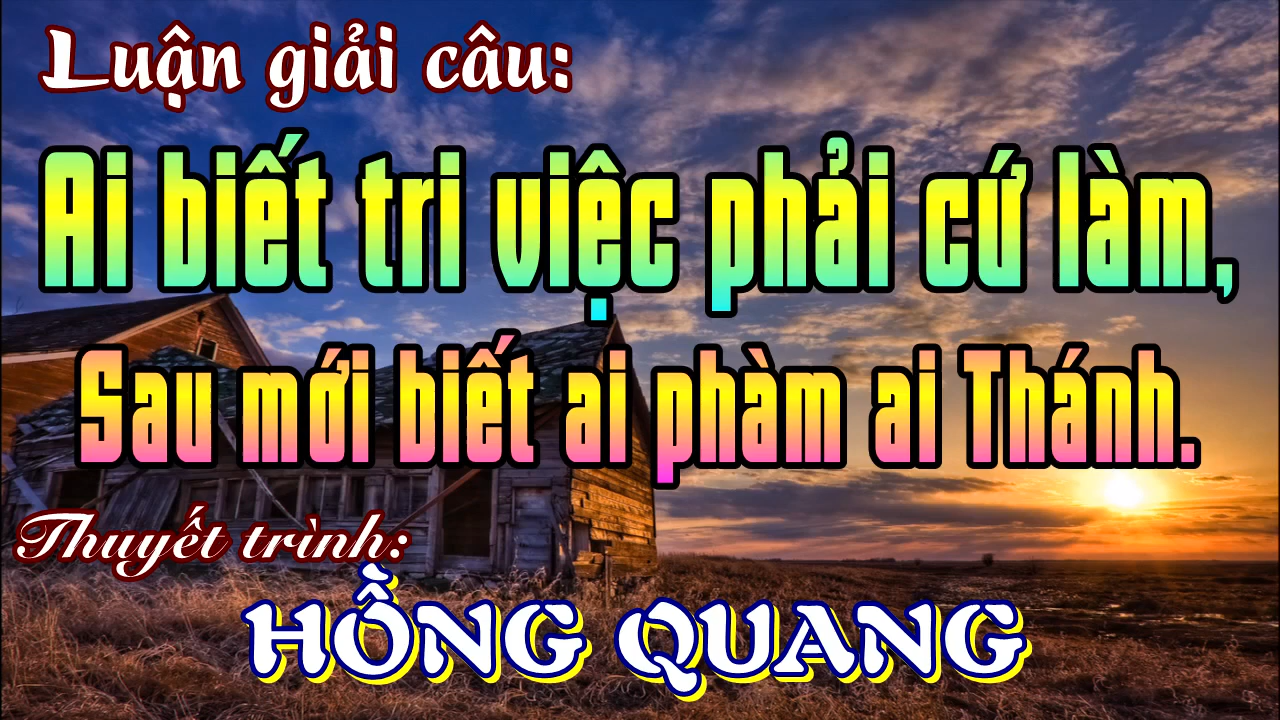 Luận giải câu:
Ai biết tri việc phải cứ làm,
Sau mới biết ai phàm ai Thánh.
Thuyết trình:
HỒNG QUANG